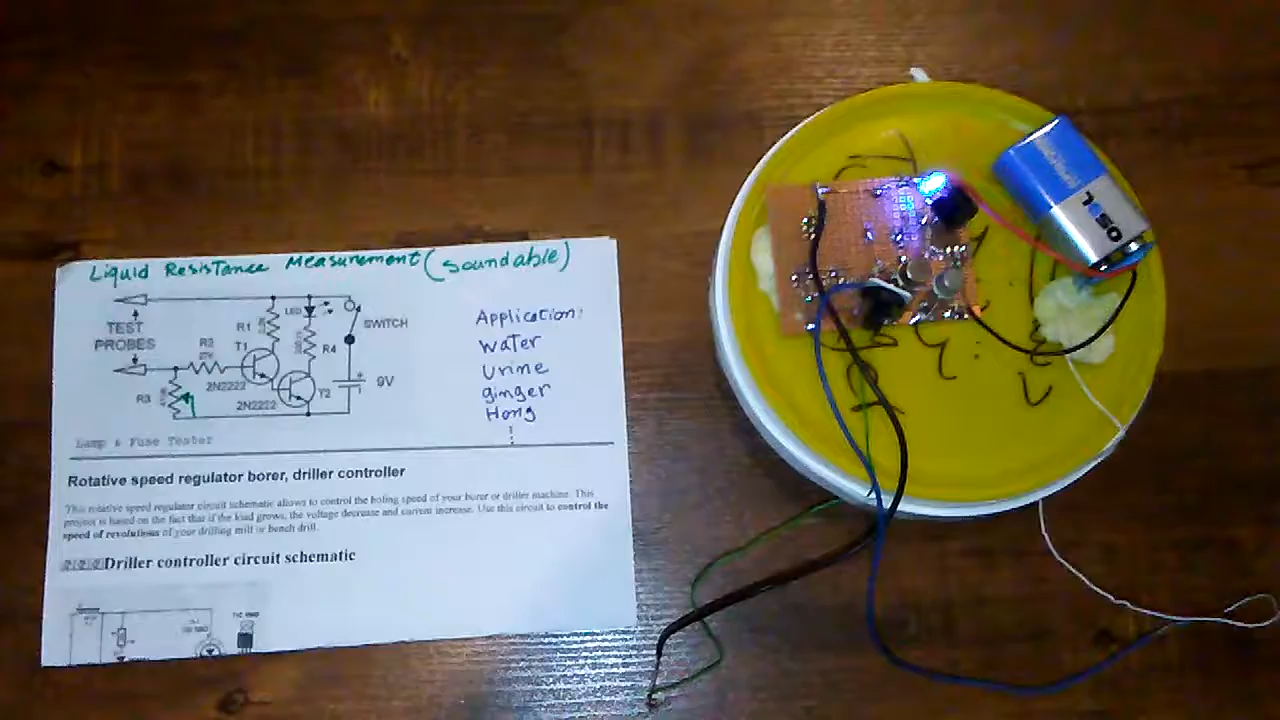 Liquid Resistance Measurement (soundable)
LED
R1
SWITCH
TEST
PROBES
R2
27K
T1
R4
2N2222
9V
R3
2N2222
T2
Application:
water
urine
ginger
Hong
Lamp & Fuse Tester
Rotative speed regulator borer, driller controller
This rotative speed regulator circuit schematic allows to control the holing speed of your borer or driller machine. This
project is based on the fact that if the load grows, the voltage decrease and current increase. Use this circuit to control the
speed of revolutions of your drilling mill or bench drill.
Driller controller circuit schematic